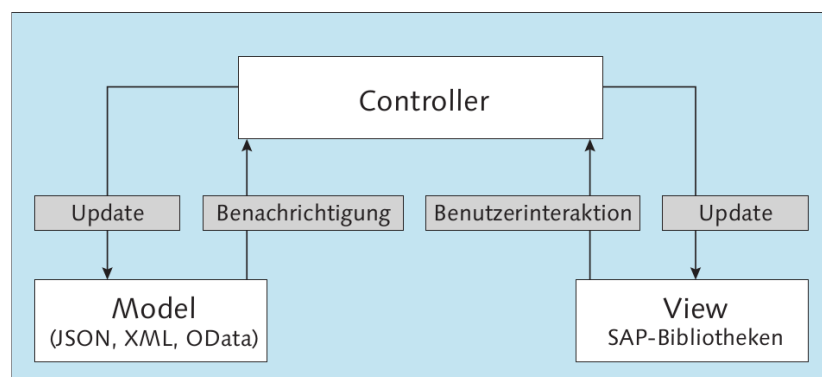 Controller
Update
Benachrichtigung
Benutzerinteraktion
Update
Model
(JSON, XML, OData)
View
SAP-Bibliotheken